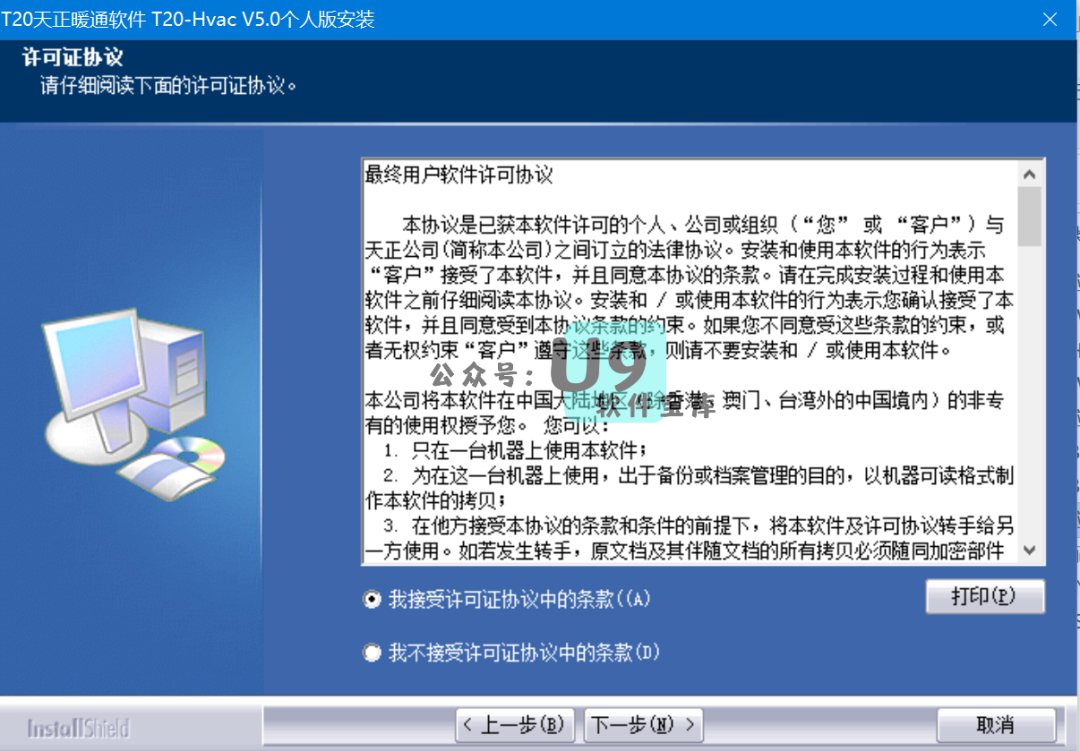 T20天正暖通软件 T20-Hvac V5.0个人版安装
许可证协议
请仔细阅读下面的许可证协议。
最终用户软件许可协议
本协议是已获本软件许可的个人、公司或组织（“您” 或 “客户”）与
天正公司(简称本公司)之间订立的法律协议。安装和使用本软件的行为表示
“客户”接受了本软件，并且同意本协议的条款。请在完成安装过程和使用本
软件之前仔细阅读本协议。安装和 / 或使用本软件的行为表示您确认接受了本
软件，并且同意受到本协议条款的约束。如果您不同意受这些条款的约束，或
者无权约束“客户”遵守这些条款，则请不要安装和 / 或使用本软件。
公众号：U9
软件宝库
本公司将本软件在中国大陆地区（除香港、澳门、台湾外的中国境内）的非专
有的使用权授予您。 您可以：
1. 只在一台机器上使用本软件；
2. 为在这一台机器上使用，出于备份或档案管理的目的，以机器可读格式制
作本软件的拷贝；
3. 在他方接受本协议的条款和条件的前提下，将本软件及许可协议转手给另
一方使用。如若发生转手，原文档及其伴随文档的所有拷贝必须随同加密部件
我接受许可证协议中的条款((A)
打印(P)
我不接受许可证协议中的条款(D)
InstallShield
< 上一步(B)
下一步(N) >
取消